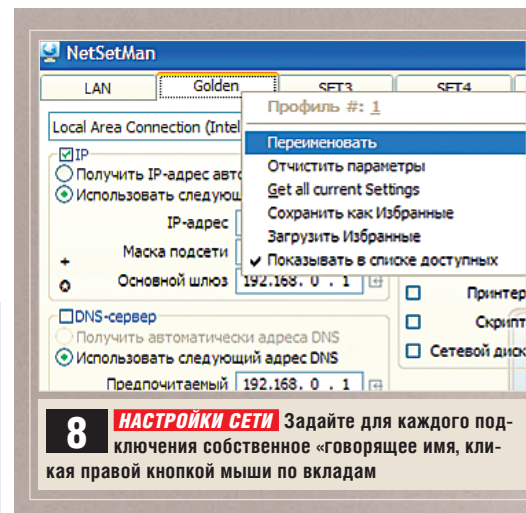 NetSetMan
LAN
Golden
SET3
SET4
Профиль #: 1
Local Area Connection (Intel
Переименовать
IP
Отчистить параметры
Получить IP-адрес авто
Get all current Settings
Использовать следующ
Сохранить как Избранные
IP-адрес
Загрузить Избранные
Маска подсети
Показывать в списке доступных
Основной шлюз 192.168. 0 . 1
Принтер
DNS-сервер
Скрипт
Получить автоматически адреса DNS
Использовать следующий адрес DNS
Сетевой диск
Предпочитаемый 192.168. 0 . 1
8 НАСТРОЙКИ СЕТИ Задайте для каждого под-
ключения собственное «говорящее имя, кли-
кая правой кнопкой мыши по вкладам